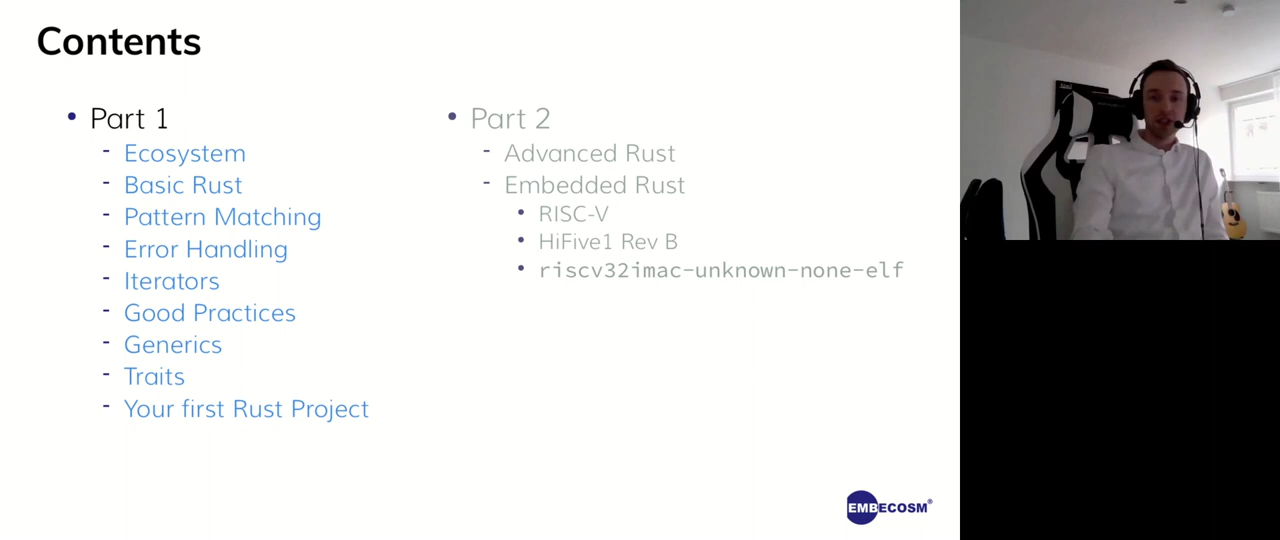 Contents
Part 1
Ecosystem
Basic Rust
Pattern Matching
Error Handling
Iterators
Good Practices
Generics
Traits
Your first Rust Project
Part 2
Advanced Rust
Embedded Rust
RISC-V
HiFive1 Rev B
riscv32imac-unknown-none-elf
EMBECOSM®